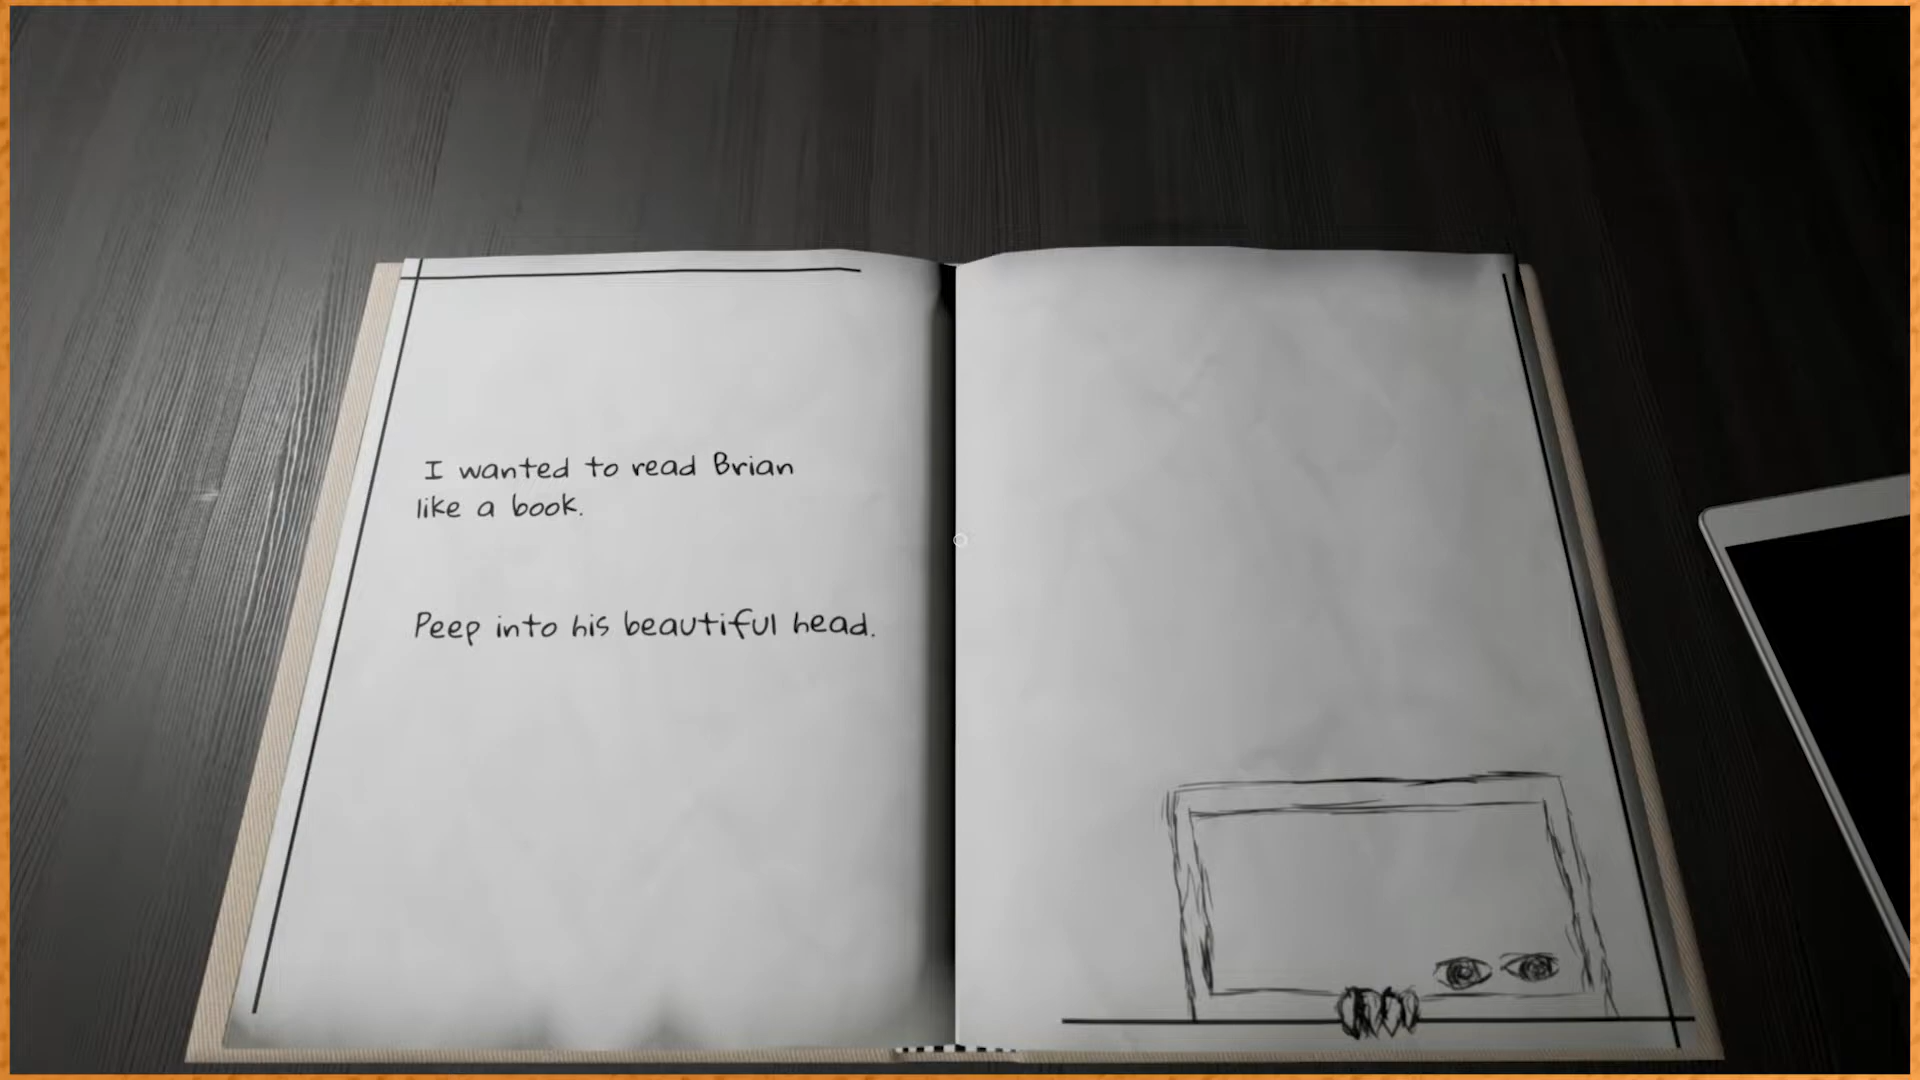 I wanted to read Brian
like a book.
Peep into his beautiful head.